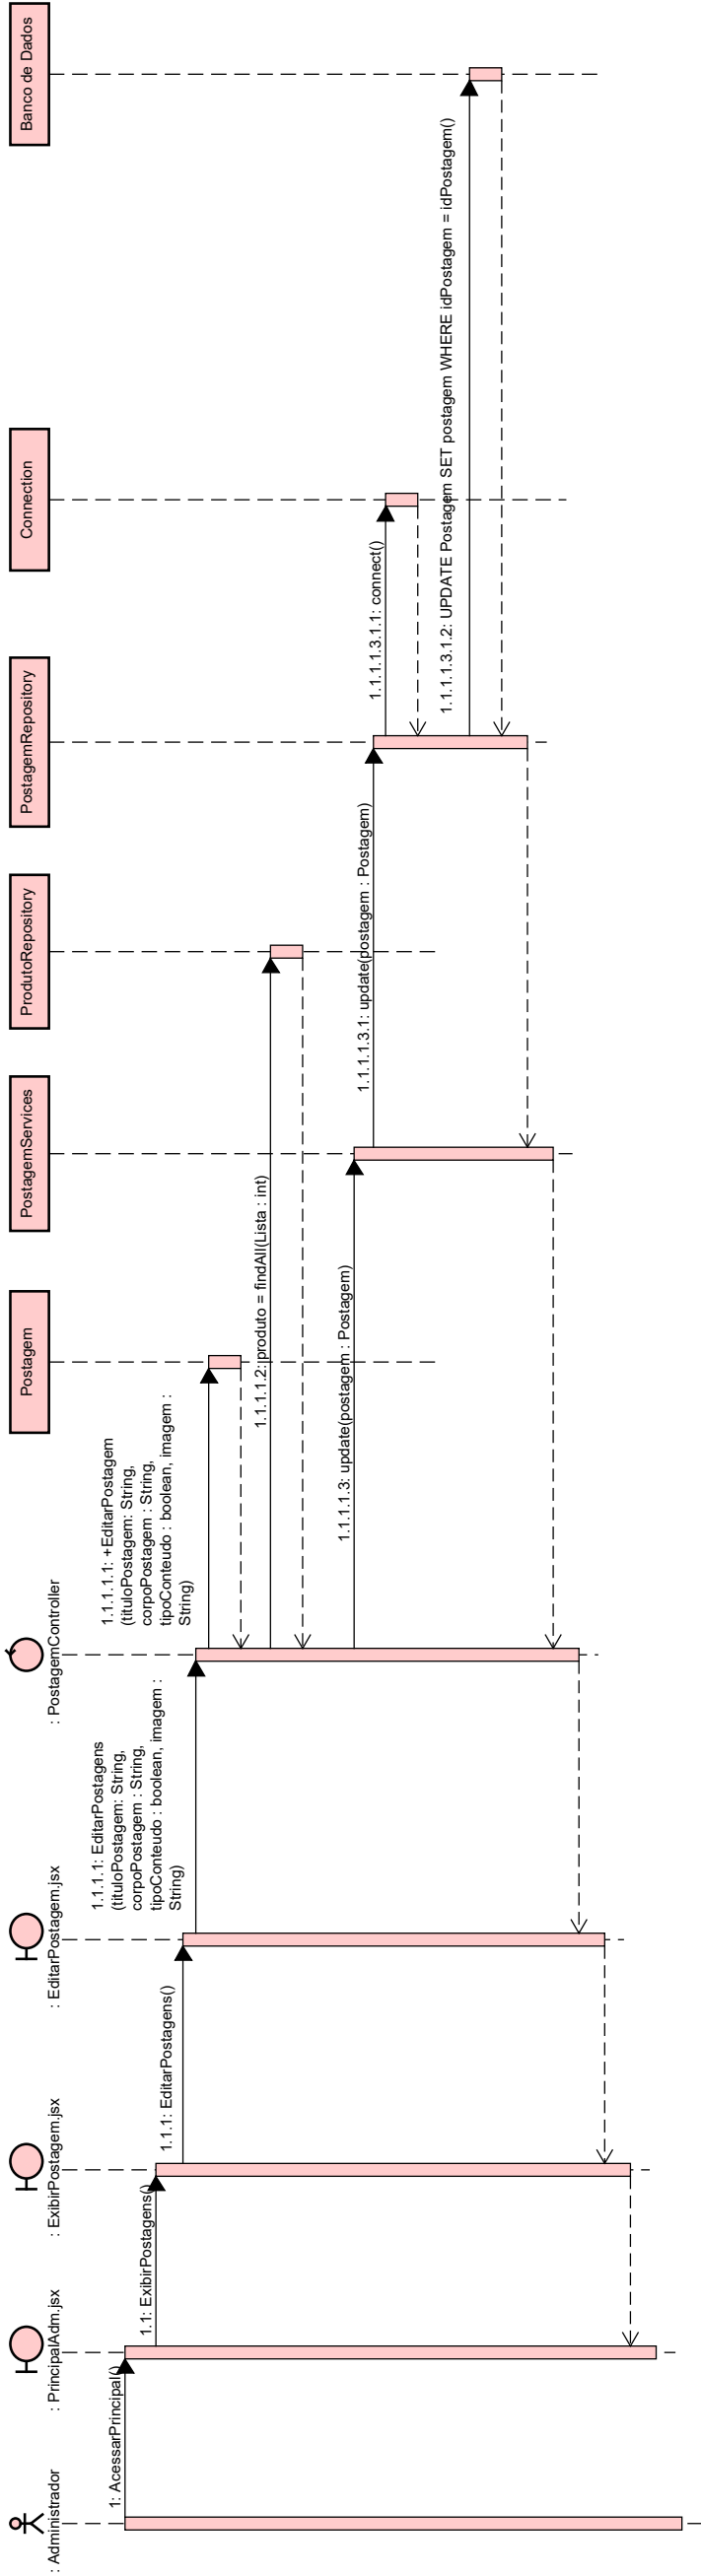 : Administrador
: PrincipalAdm.jsx
: ExibirPostagem.jsx
: EditarPostagem.jsx
: PostagemController
Postagem
PostagemServices
ProdutoRepository
PostagemRepository
Connection
Banco de Dados
1: AcessarPrincipal()
1.1: ExibirPostagens()
1.1.1: EditarPostagens()
1.1.1.1: EditarPostagens
(tituloPostagem: String,
corpoPostagem : String,
tipoConteudo : boolean, imagem :
String)
1.1.1.1.1: +EditarPostagem
(tituloPostagem: String,
corpoPostagem : String,
tipoConteudo : boolean, imagem :
String)
1.1.1.1.2: produto = findAll(Lista : int)
1.1.1.1.3: update(postagem : Postagem)
1.1.1.1.3.1: update(postagem : Postagem)
1.1.1.1.3.1.1: connect()
1.1.1.1.3.1.2: UPDATE Postagem SET postagem WHERE idPostagem = idPostagem()